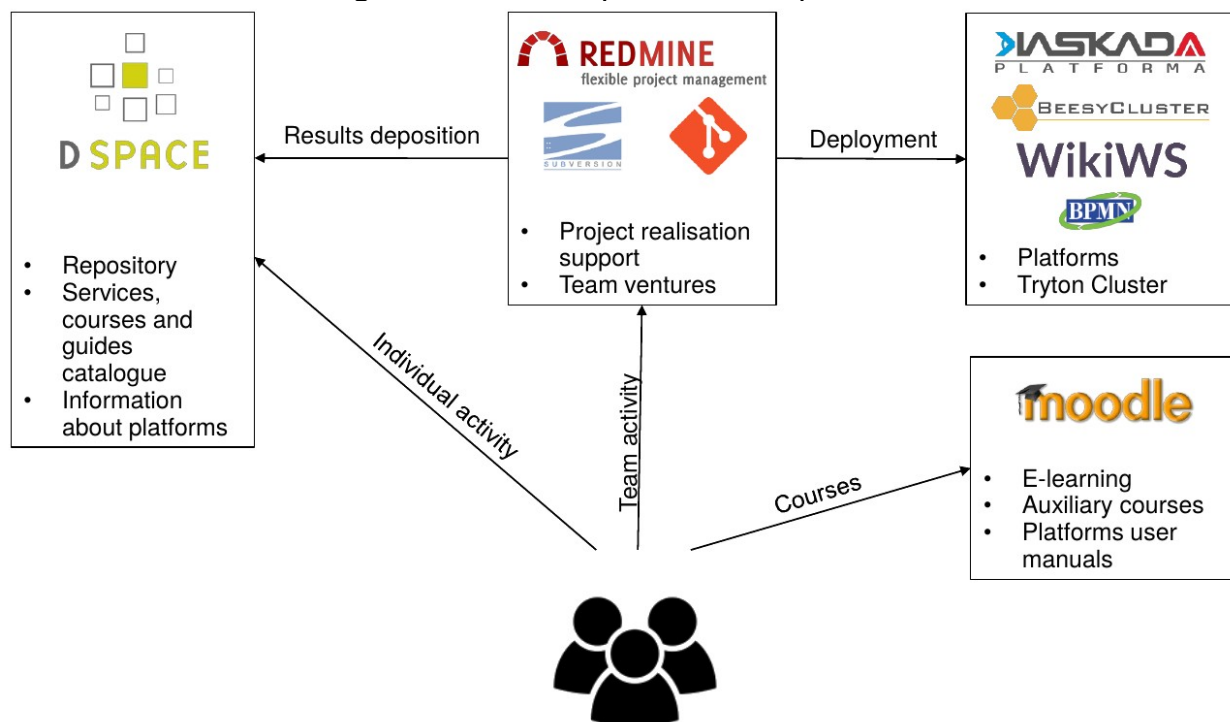 D SPACE
• Repository
• Services,
courses and
guides
catalogue
• Information
about platforms
Results deposition
REDMINE
flexible project management
SUBVERSION
• Project realisation
support
• Team ventures
Deployment
KASKADA
PLATFORMA
BEESYCLUSTER
WikiWS
BPMN
• Platforms
• Tryton Cluster
Individual activity
Team activity
Courses
moodle
• E-learning
• Auxiliary courses
• Platforms user
manuals